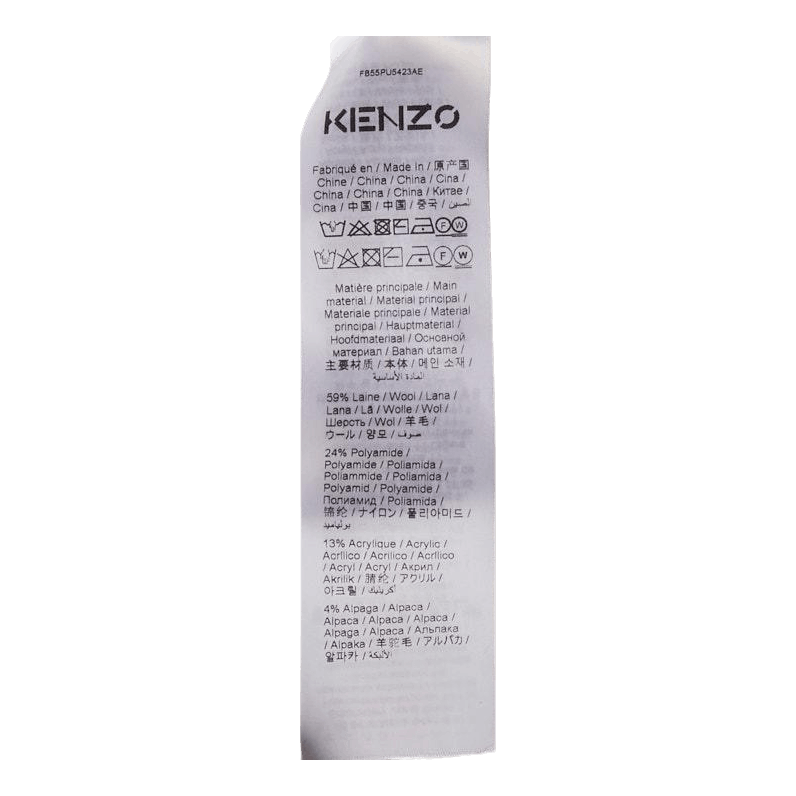 FB55PU5423AE
KENZO
Fabriqué en / Made In / 原产国
Chine / China / China / Cina /
China / China / China / Китае /
Cina / 中国 / 中国 / 중국 / الصين
F W
F W
Matière principale / Main
material / Material principal /
Materiale principale / Material
principal / Hauptmaterial /
Hoofdmateriaal / Основной
материал / Bahan utama /
主要材质 / 本体 / 메인 소재 /
المادة الأساسية
59% Laine / Wool / Lana /
Lana / Lã / Wolle / Wol /
Шерсть / Wol / 羊毛 /
ウール / 양모 / صوف
24% Polyamide /
Polyamide / Poliamida /
Poliammide / Poliamida /
Polyamid / Polyamide /
Полиамид / Poliamida /
锦纶 / ナイロン / 폴리아미드 /
بولياميد
13% Acrylique / Acrylic /
Acrílico / Acrilico / Acrílico
/ Acryl / Acryl / Акрил /
Akrilik / 腈纶 / アクリル /
아크릴 / أكريليك
4% Alpaga / Alpaca /
Alpaca / Alpaca / Alpaca /
Alpaga / Alpaca / Альпака
/ Alpaka / 羊驼毛 / アルパカ /
알파카 / الألبكة